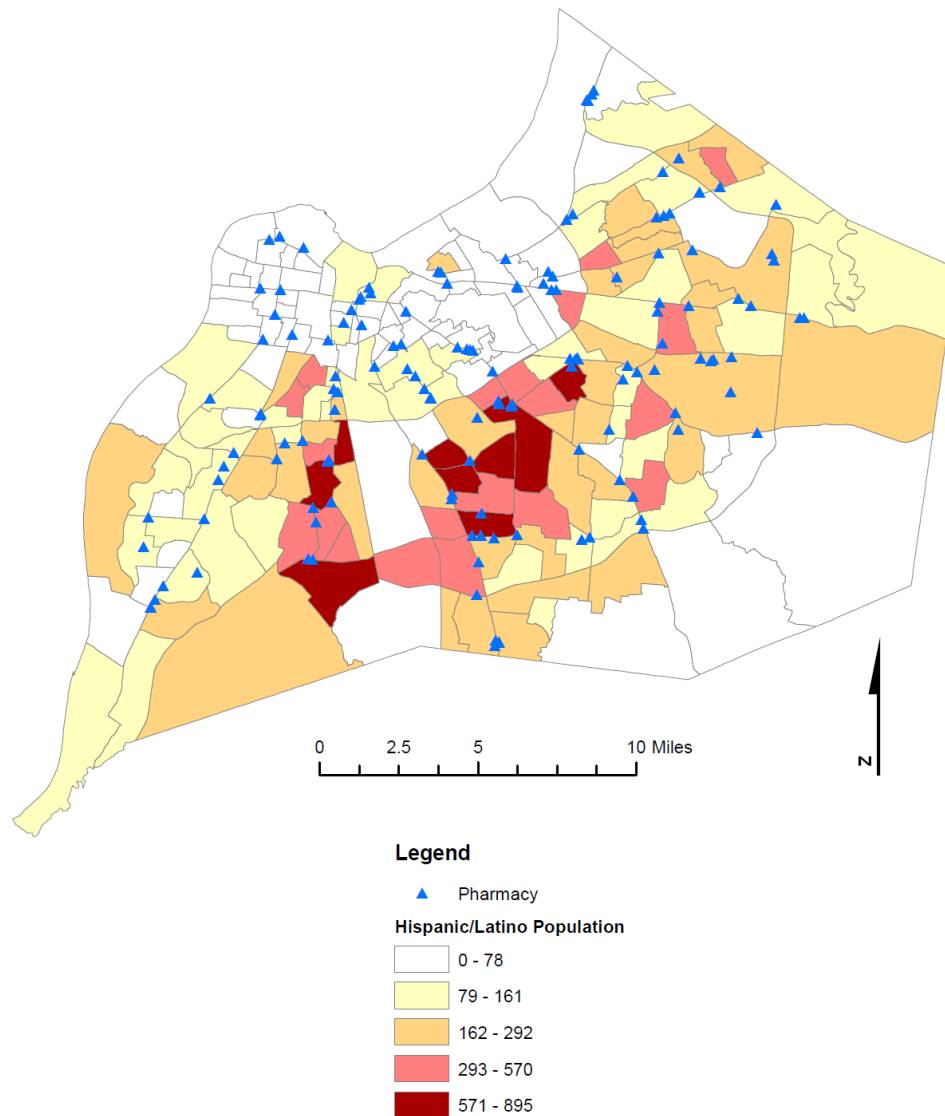 0 2.5 5 10 Miles
N
Legend
Pharmacy
Hispanic/Latino Population
0 - 78
79 - 161
162 - 292
293 - 570
571 - 895